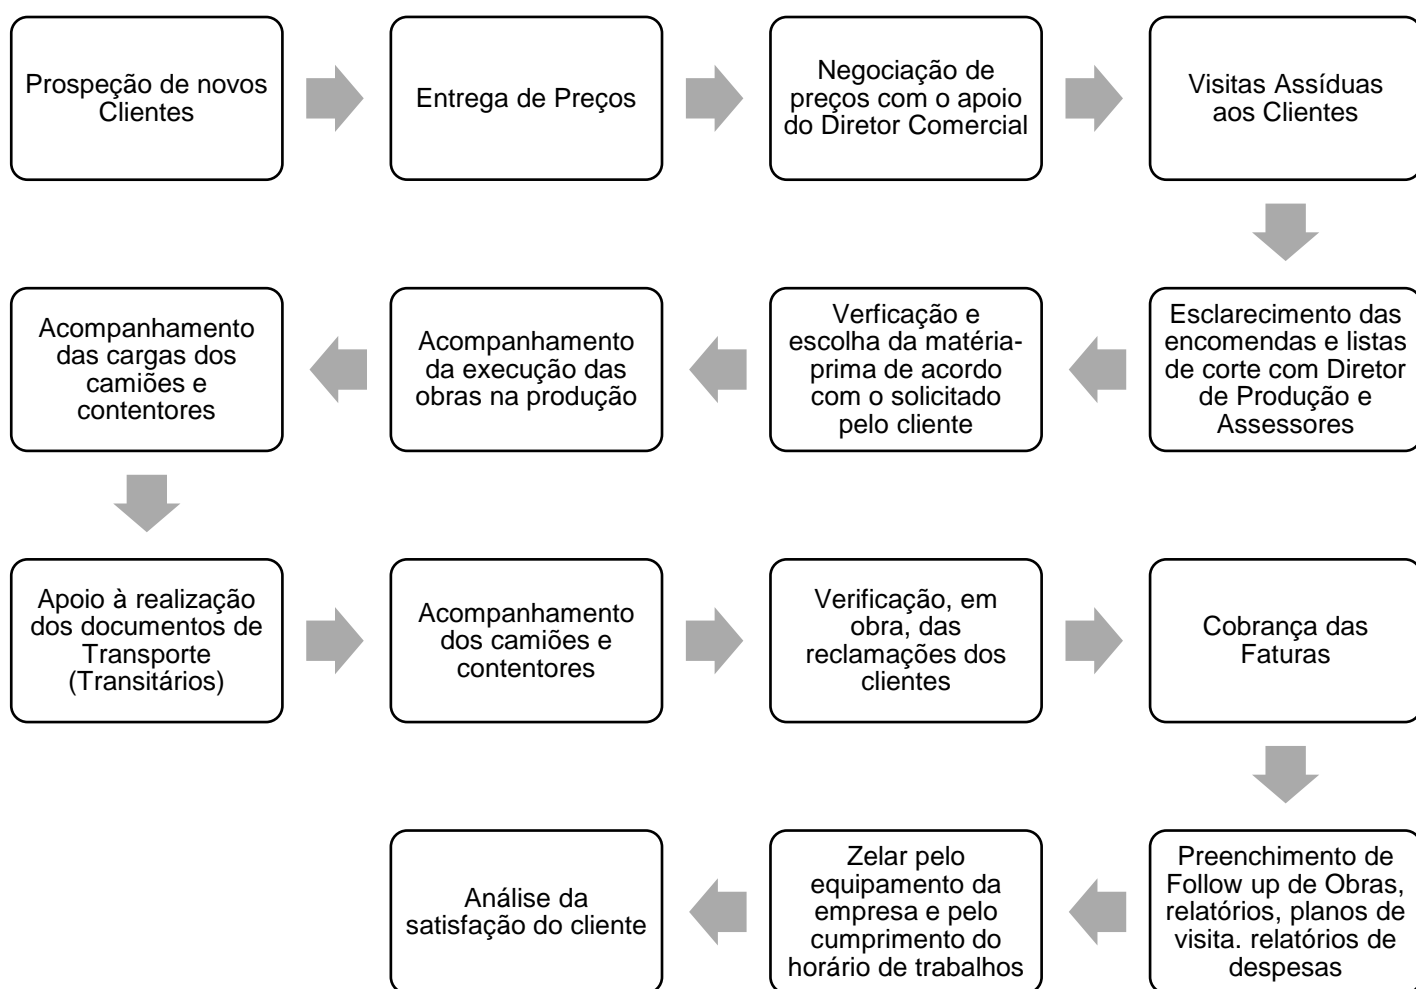 Prospeção de novos
Clientes
Entrega de Preços
Negociação de
preços com o apoio
do Diretor Comercial
Visitas Assíduas
aos Clientes
Esclarecimento das
encomendas e listas
de corte com Diretor
de Produção e
Assessores
Verficação e
escolha da matéria-
prima de acordo
com o solicitado
pelo cliente
Acompanhamento
da execução das
obras na produção
Acompanhamento
das cargas dos
camiões e
contentores
Apoio à realização
dos documentos de
Transporte
(Transitários)
Acompanhamento
dos camiões e
contentores
Verificação, em
obra, das
reclamações dos
clientes
Cobrança das
Faturas
Preenchimento de
Follow up de Obras,
relatórios, planos de
visita. relatórios de
despesas
Zelar pelo
equipamento da
empresa e pelo
cumprimento do
horário de trabalhos
Análise da
satisfação do cliente